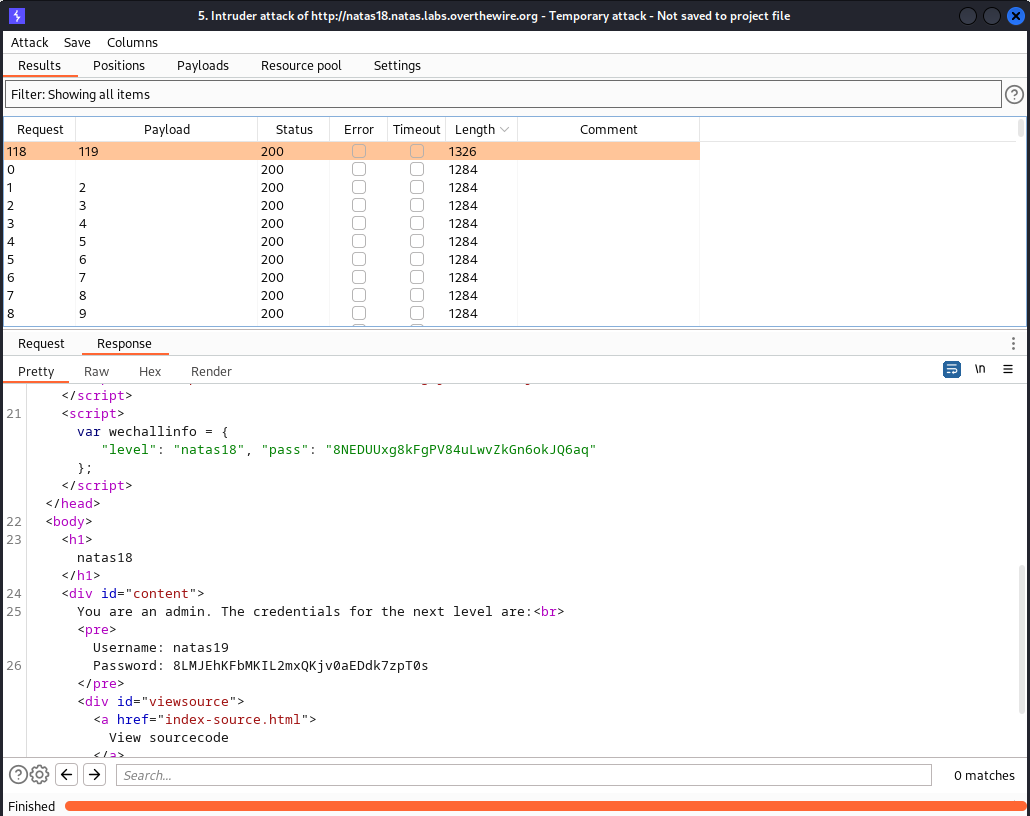 5. Intruder attack of http://natas18.natas.labs.overthewire.org - Temporary attack - Not saved to project file
Attack Save Columns
Results Positions Payloads Resource pool Settings
Filter: Showing all items
Request Payload Status Error Timeout Length Comment
118 119 200 1326
0 200 1284
1 2 200 1284
2 3 200 1284
3 4 200 1284
4 5 200 1284
5 6 200 1284
6 7 200 1284
7 8 200 1284
8 9 200 1284
Request Response
Pretty Raw Hex Render \n
</script>
21 <script>
var wechallinfo = {
"level": "natas18", "pass": "8NEDUUxg8kFgPV84uLwvZkGn6okJQ6aq"
};
</script>
</head>
22 <body>
23 <h1>
natas18
</h1>
24 <div id="content">
25 You are an admin. The credentials for the next level are:<br>
<pre>
Username: natas19
26 Password: 8LMJEhKFbMKIL2mxQKjv0aEDdk7zpT0s
</pre>
<div id="viewsource">
<a href="index-source.html">
View sourcecode
</a>
Search... 0 matches
Finished